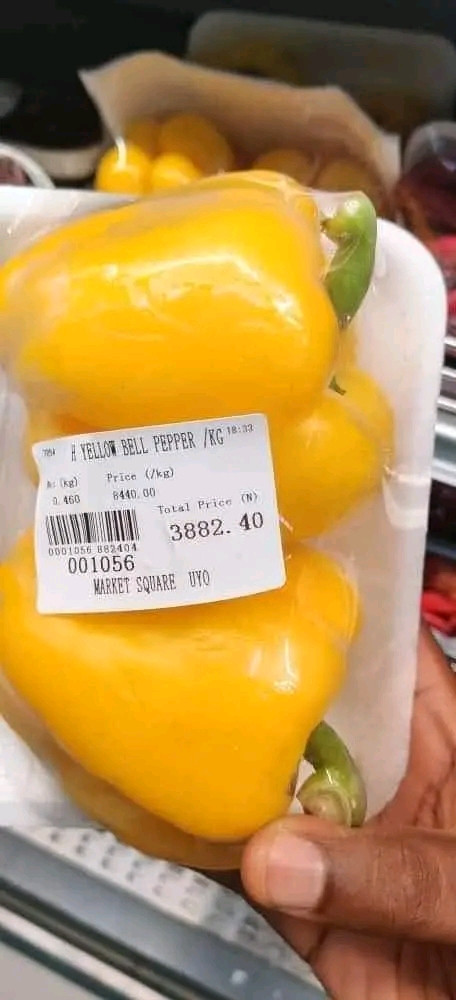 H YELLOW BELL PEPPER /KG 18:33
(kg) Price (/kg)
0.460 8440.00
Total Price (N)
3882.40
0001056 882404
001056
MARKET SQUARE UYO